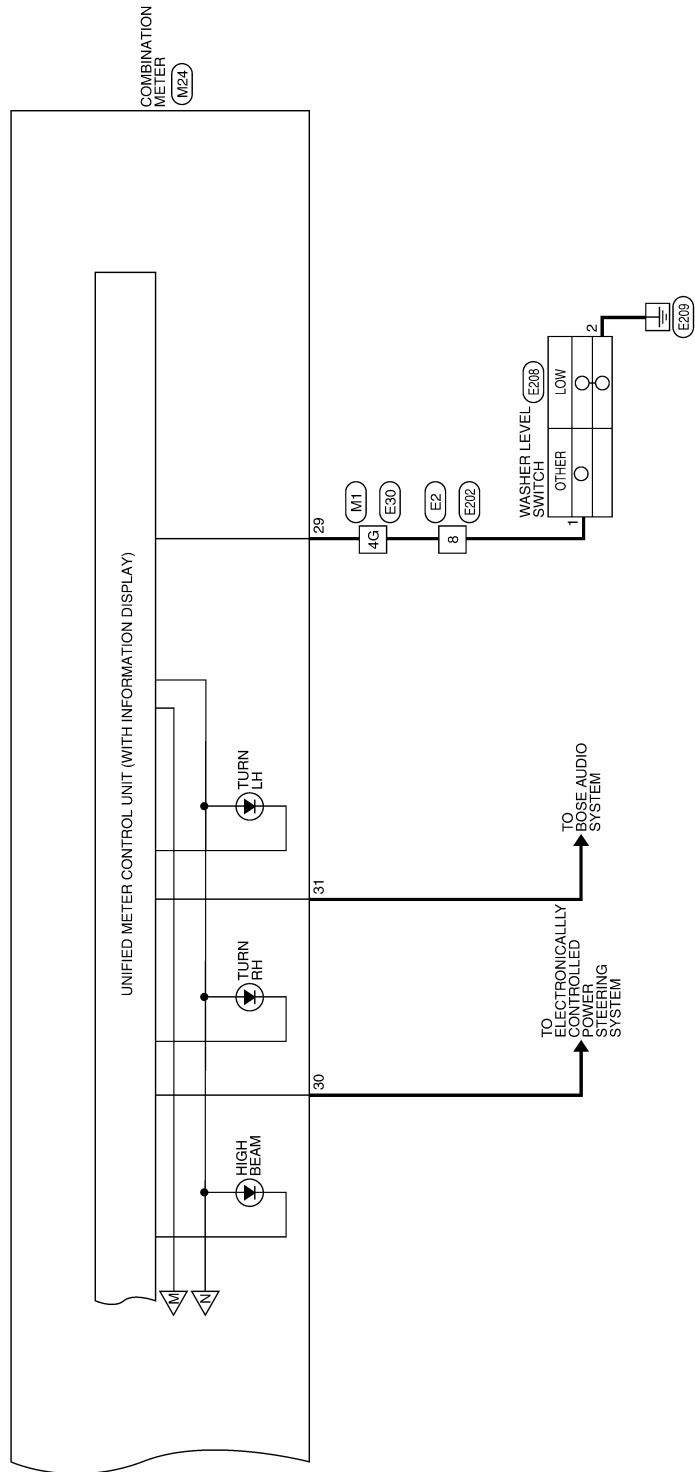 COMBINATION
METER
M24
UNIFIED METER CONTROL UNIT (WITH INFORMATION DISPLAY)
M
N
HIGH
BEAM
TURN
RH
TURN
LH
30
31
29
TO
ELECTRONICALLLY
CONTROLLED
POWER
STEERING
SYSTEM
TO
BOSE AUDIO
SYSTEM
4G
M1
E30
8
E2
E202
WASHER LEVEL
SWITCH
E208
OTHER
LOW
1
2
E209